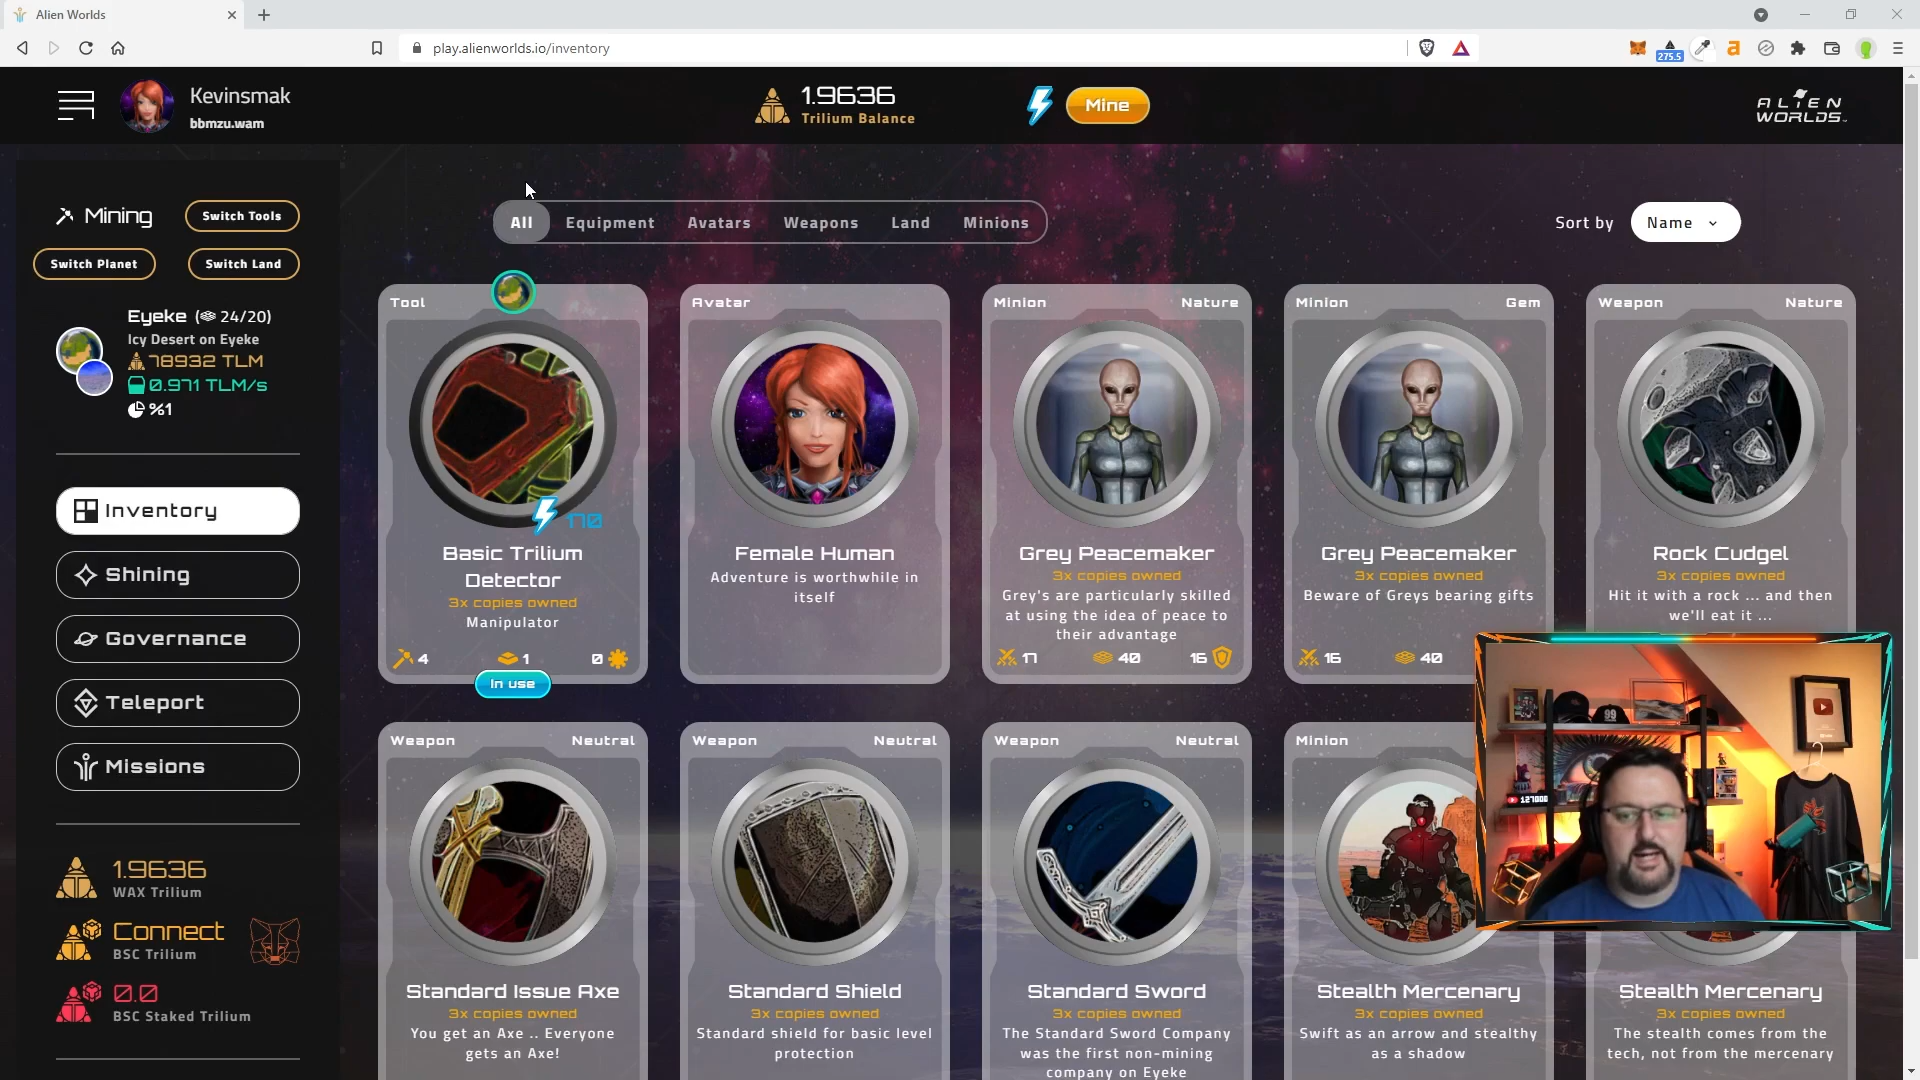 Alien Worlds
play.alienworlds.io/inventory
275.5
Kevinsmak
bbmzu.wam
1.9636
Trilium Balance
Mine
ALIEN
WORLDS
Mining
Switch Tools
Switch Planet
Switch Land
Eyeke (24/20)
Icy Desert on Eyeke
78932 TLM
0.971 TLM/s
%1
Inventory
Shining
Governance
Teleport
Missions
1.9636
WAX Trilium
Connect
BSC Trilium
0.0
BSC Staked Trilium
All
Equipment
Avatars
Weapons
Land
Minions
Sort by
Name
Tool
170
Basic Trilium
Detector
3x copies owned
Manipulator
4
1
0
In use
Avatar
Female Human
Adventure is worthwhile in
itself
Minion
Nature
Grey Peacemaker
3x copies owned
Grey's are particularly skilled
at using the idea of peace to
their advantage
17
40
16
Minion
Gem
Grey Peacemaker
3x copies owned
Beware of Greys bearing gifts
16
40
Weapon
Nature
Rock Cudgel
3x copies owned
Hit it with a rock ... and then
we'll eat it ...
Weapon
Neutral
Standard Issue Axe
3x copies owned
You get an Axe .. Everyone
gets an Axe!
Weapon
Neutral
Standard Shield
3x copies owned
Standard shield for basic level
protection
Weapon
Neutral
Standard Sword
3x copies owned
The Standard Sword Company
was the first non-mining
company on Eyeke
Minion
Stealth Mercenary
3x copies owned
Swift as an arrow and stealthy
as a shadow
Stealth Mercenary
3x copies owned
The stealth comes from the
tech, not from the mercenary
99